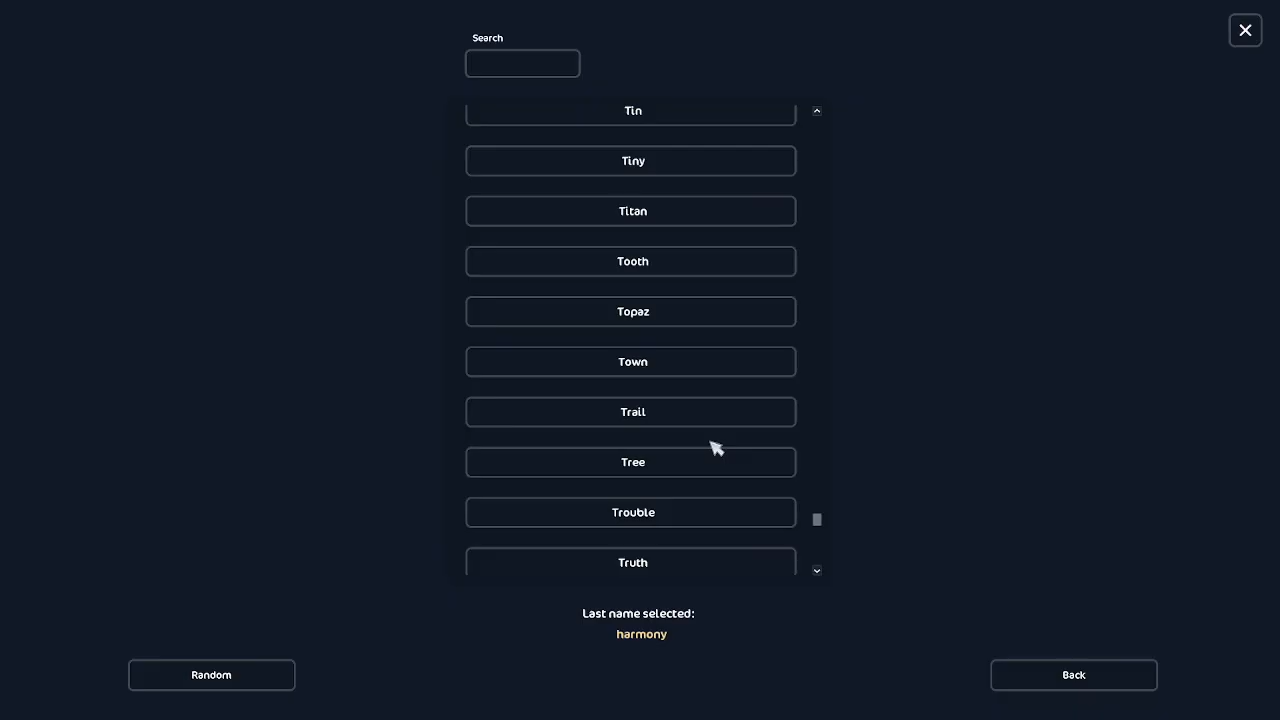 Search
Tin
Tiny
Titan
Tooth
Topaz
Town
Trail
Tree
Trouble
Truth
Last name selected:
harmony
Random
Back